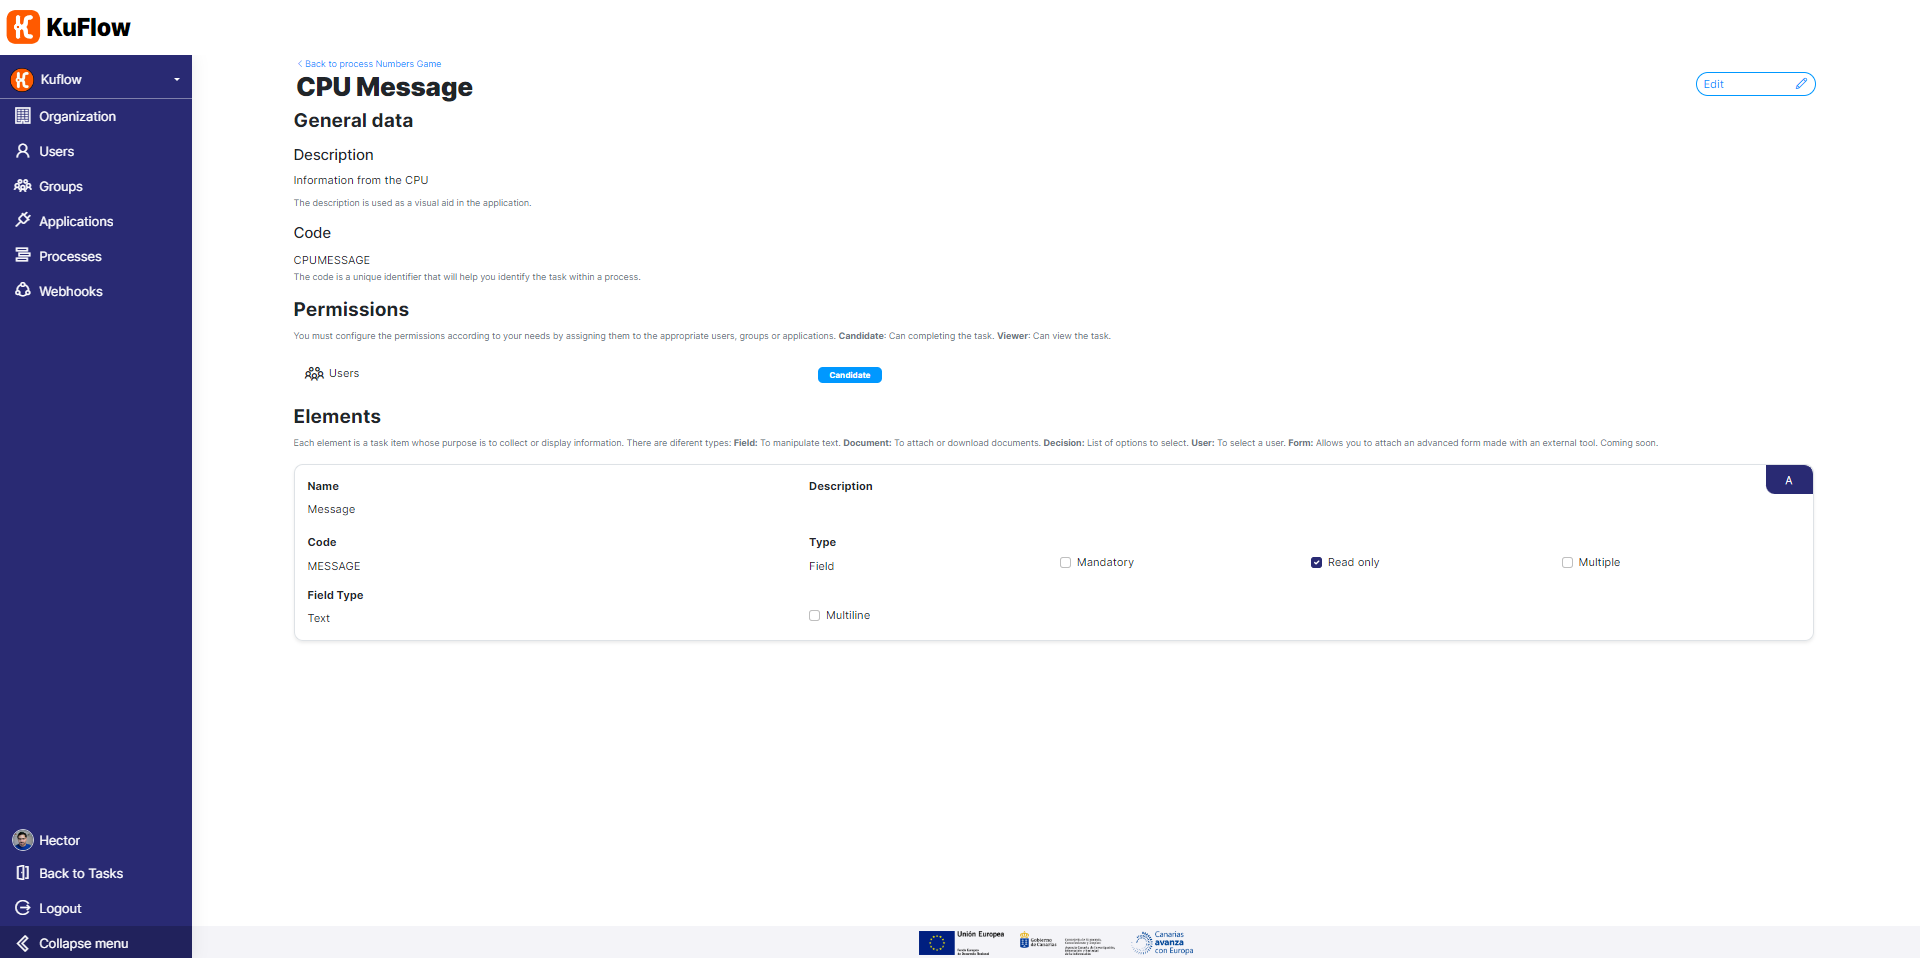 KuFlow
Kuflow
Organization
Users
Groups
Applications
Processes
Webhooks
Hector
Back to Tasks
Logout
Collapse menu
Back to process Numbers Game
CPU Message
Edit
General data
Description
Information from the CPU
The description is used as a visual aid in the application.
Code
CPUMESSAGE
The code is a unique identifier that will help you identify the task within a process.
Permissions
You must configure the permissions according to your needs by assigning them to the appropriate users, groups or applications. Candidate: Can completing the task. Viewer: Can view the task.
Users Candidate
Elements
Each element is a task item whose purpose is to collect or display information. There are diferent types: Field: To manipulate text. Document: To attach or download documents. Decision: List of options to select. User: To select a user. Form: Allows you to attach an advanced form made with an external tool. Coming soon.
A
Name Description
Message
Code Type
MESSAGE Field Mandatory Read only Multiple
Field Type
Text Multiline
Unión Europea
Fondo Europeo
de Desarrollo Regional
Gobierno
de Canarias
Canarias
avanza
con Europa